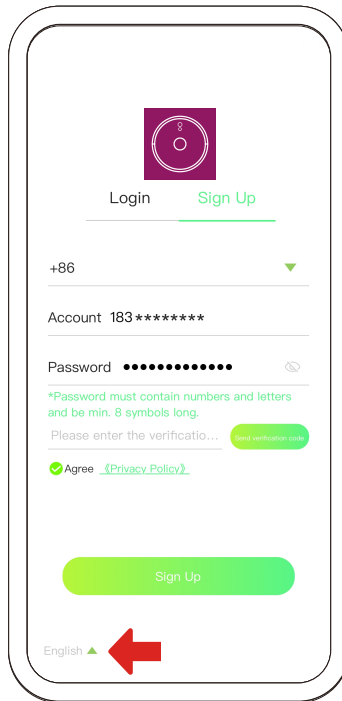 Login Sign Up
+86
Account 183********
Password •••••••••••••
*Password must contain numbers and letters
and be min. 8 symbols long.
Please enter the verificatio... Send verification code
Agree 《Privacy Policy》
Sign Up
English